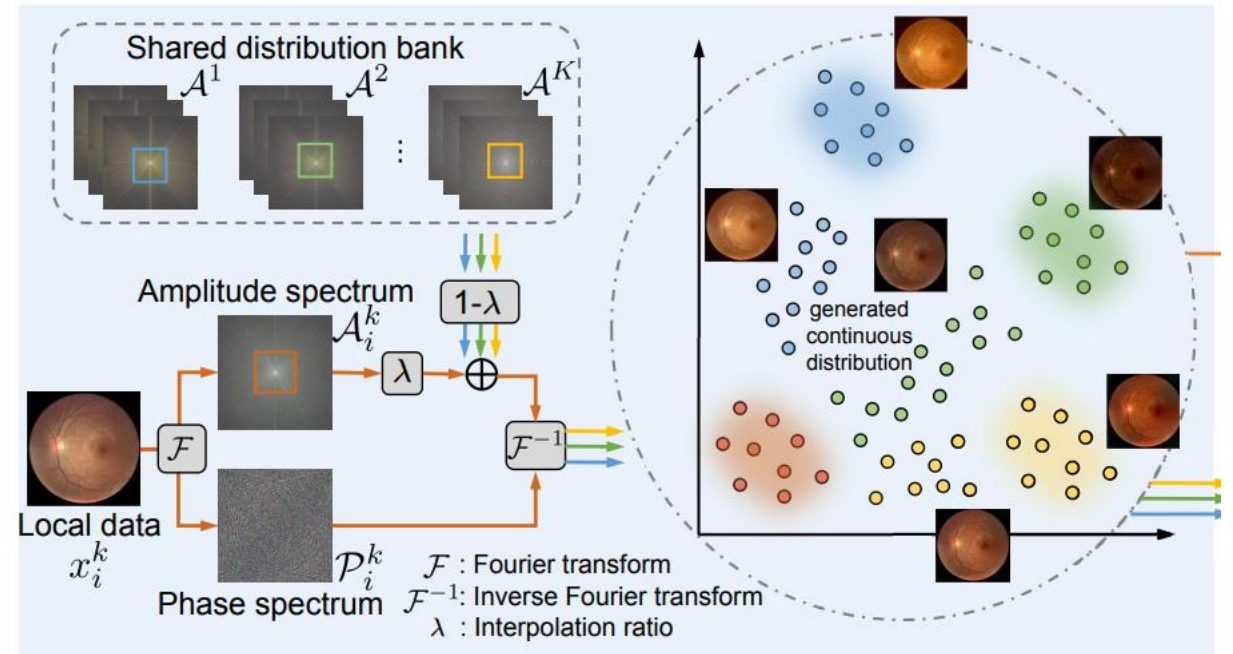 Shared distribution bank
𝒜¹ 𝒜² ⋮ 𝒜ᴷ
1-λ
Amplitude spectrum
𝒜ᵢᵏ
λ
⊕
ℱ
ℱ⁻¹
Local data
xᵢᵏ
𝒫ᵢᵏ
Phase spectrum
ℱ : Fourier transform
ℱ⁻¹: Inverse Fourier transform
λ : Interpolation ratio
generated
continuous
distribution